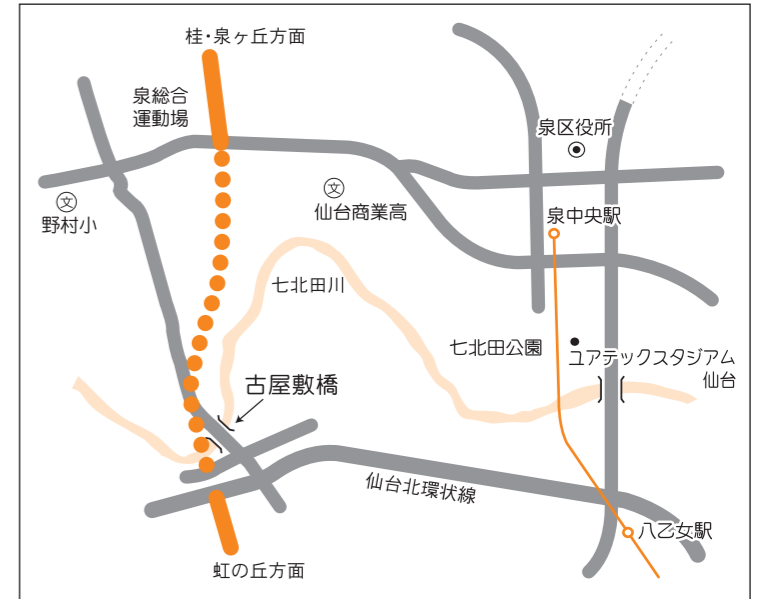 桂・泉ヶ丘方面
泉総合
運動場
泉区役所
文
野村小
文
仙台商業高
泉中央駅
七北田川
七北田公園
ユアテックスタジアム
仙台
古屋敷橋
仙台北環状線
八乙女駅
虹の丘方面